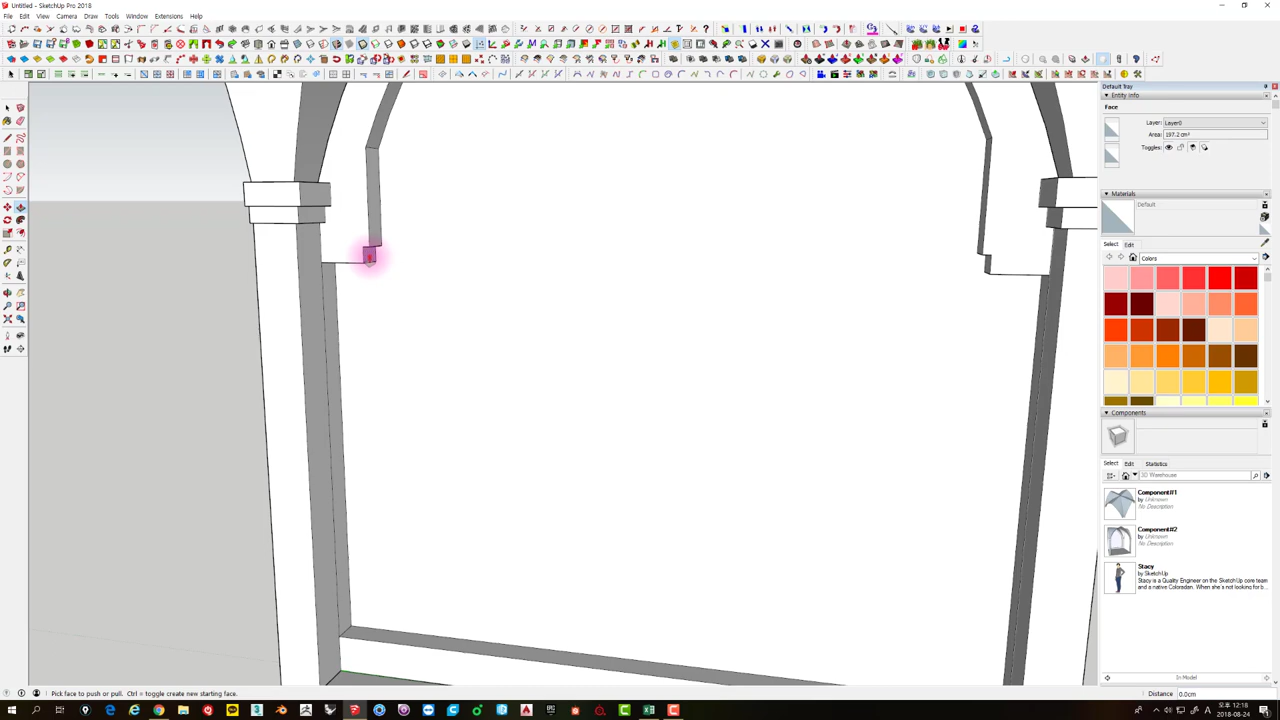 Untitled - SketchUp Pro 2018
File Edit View Camera Draw Tools Window Extensions Help
Default Tray
Entity Info
Face
Layer: Layer0
Area: 197.2 cm²
Toggles:
Materials
Default
Select Edit
Colors
Components
Select Edit Statistics
3D Warehouse
Component#1
by Unknown
No Description
Component#2
by Unknown
No Description
Stacy
by SketchUp
Stacy is a Quality Engineer on the SketchUp core team
and a native Coloradan. When she's not looking for b...
In Model
Pick face to push or pull. Ctrl = toggle create new starting face.
Distance 0.0cm
오후 12:18
2018-08-24